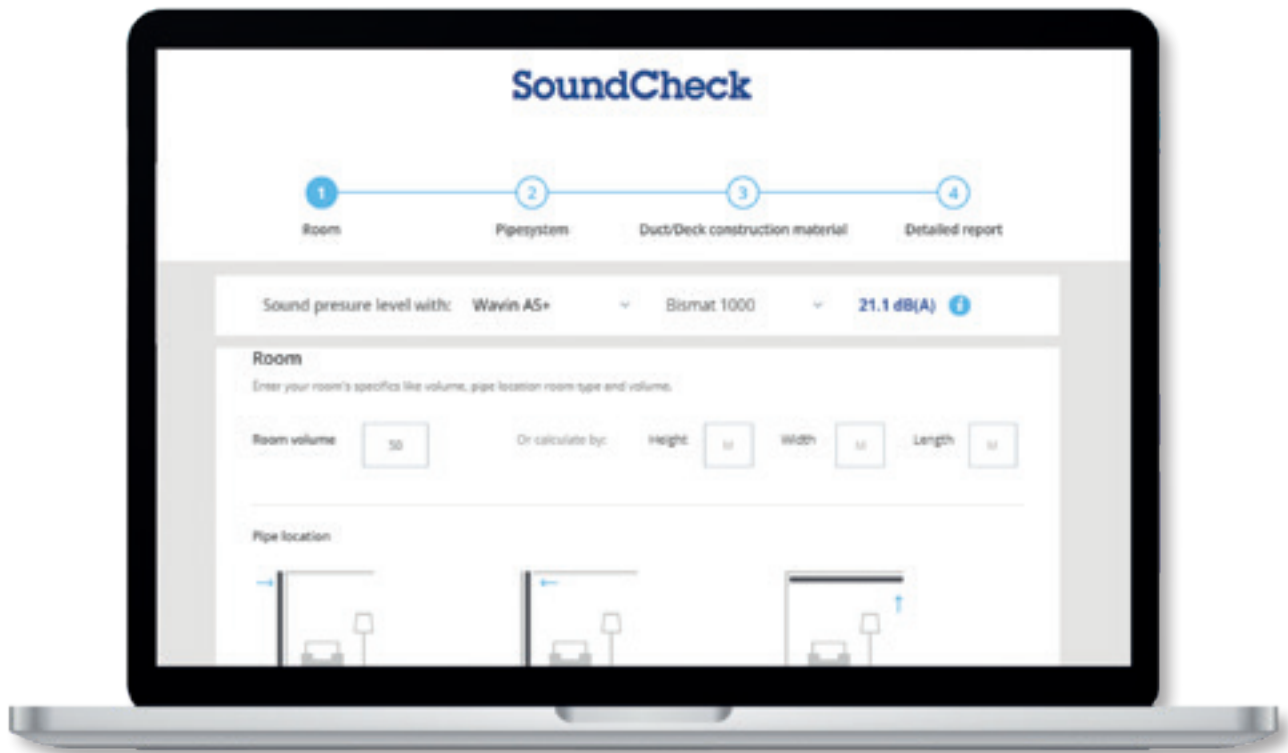 SoundCheck
1 2 3 4
Room Pipesystem Duct/Deck construction material Detailed report
Sound presure level with: Wavin AS+ Bismat 1000 21.1 dB(A) i
Room
Enter your room's specifics like volume, pipe location room type and volume.
Room volume 50 Or calculate by: Height M Width M Length M
Pipe location